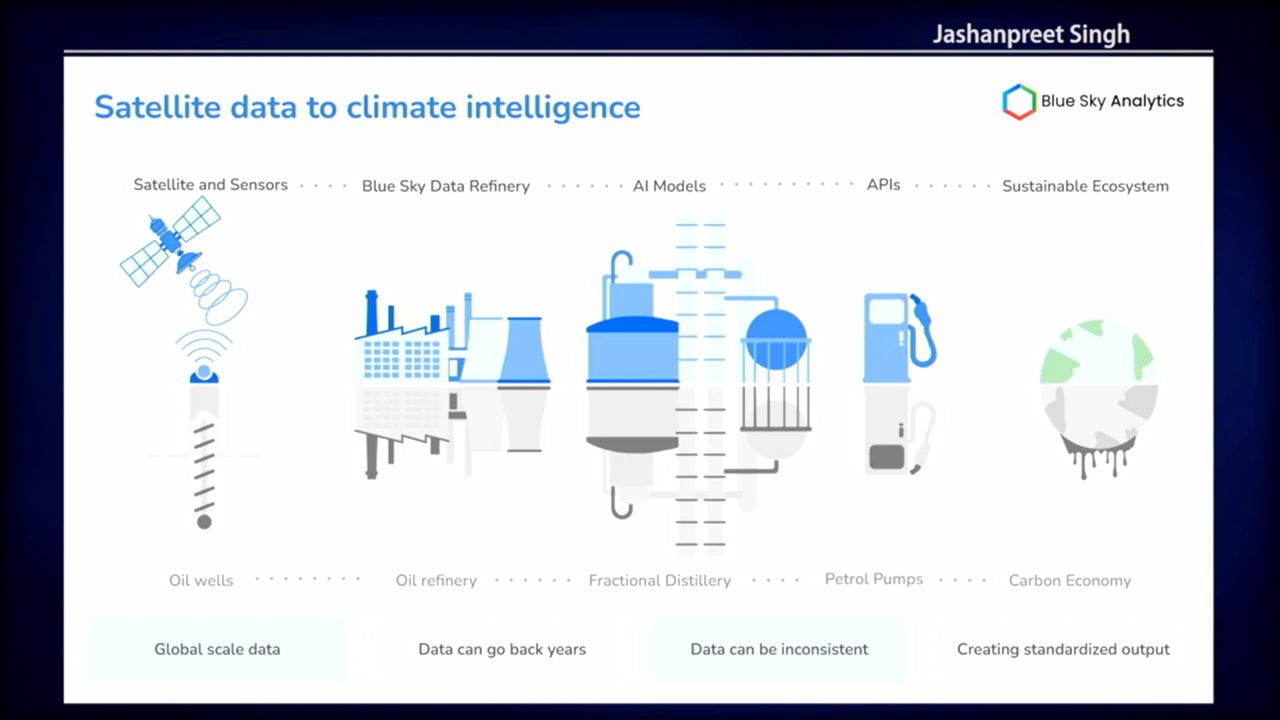 Jashanpreet Singh
Satellite data to climate intelligence
Blue Sky Analytics
Satellite and Sensors
Blue Sky Data Refinery
AI Models
APIs
Sustainable Ecosystem
Oil wells
Oil refinery
Fractional Distillery
Petrol Pumps
Carbon Economy
Global scale data
Data can go back years
Data can be inconsistent
Creating standardized output